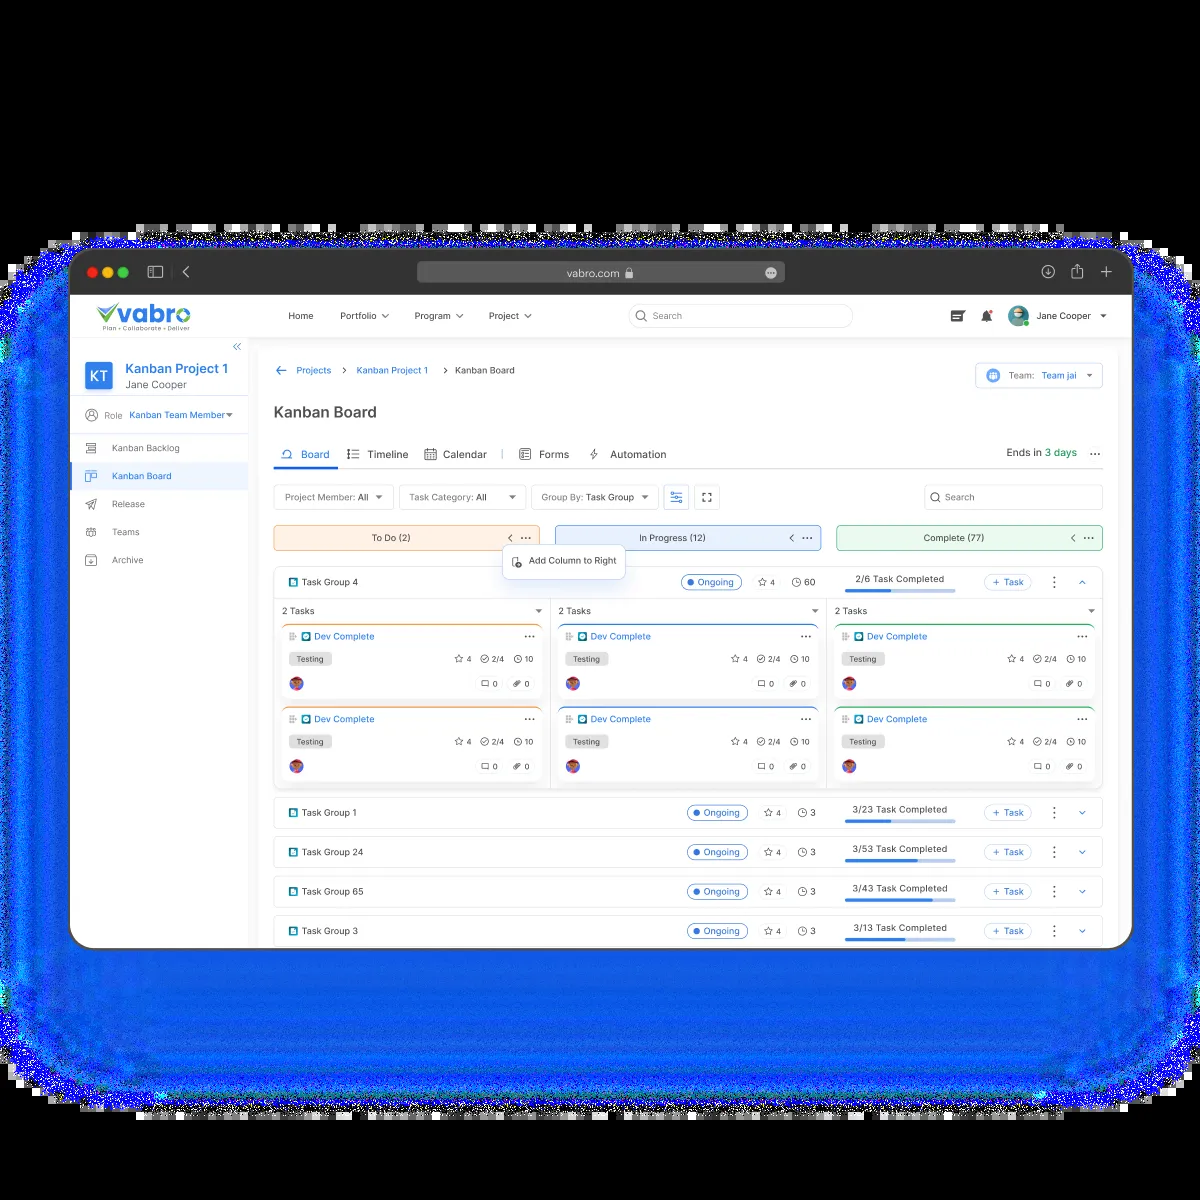 vabro.com
vabro
Plan • Collaborate • Deliver
Home Portfolio Program Project Search Jane Cooper
KT Kanban Project 1
Jane Cooper
Role Kanban Team Member
Kanban Backlog
Kanban Board
Release
Teams
Archive
Projects > Kanban Project 1 > Kanban Board
Team: Team jai
Kanban Board
Board Timeline Calendar | Forms Automation
Ends in 3 days ...
Project Member: All Task Category: All Group By: Task Group Search
To Do (2) < ... In Progress (12) < ... Complete (77) < ...
Add Column to Right
Task Group 4 Ongoing 4 60 2/6 Task Completed + Task
2 Tasks 2 Tasks 2 Tasks
Dev Complete ... Dev Complete ... Dev Complete ...
Testing 4 2/4 10 Testing 4 2/4 10 Testing 4 2/4 10
0 0 0 0 0 0
Dev Complete ... Dev Complete ... Dev Complete ...
Testing 4 2/4 10 Testing 4 2/4 10 Testing 4 2/4 10
0 0 0 0 0 0
Task Group 1 Ongoing 4 3 3/23 Task Completed + Task
Task Group 24 Ongoing 4 3 3/53 Task Completed + Task
Task Group 65 Ongoing 4 3 3/43 Task Completed + Task
Task Group 3 Ongoing 4 3 3/13 Task Completed + Task